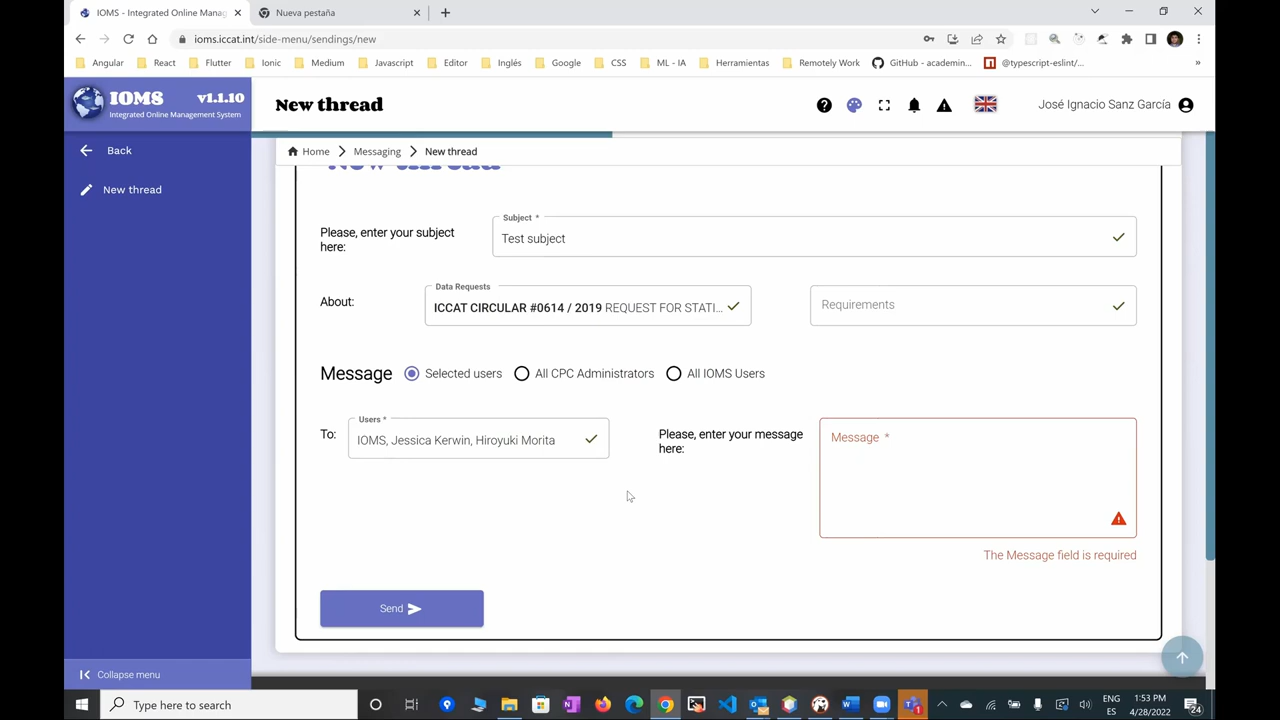 IOMS - Integrated Online Manag
Nueva pestaña
ioms.iccat.int/side-menu/sendings/new
Angular
React
Flutter
Ionic
Medium
Javascript
Editor
Inglés
Google
CSS
ML - IA
Herramientas
Remotely Work
GitHub - academin...
@typescript-eslint/...
»
IOMS v1.1.10
Integrated Online Management System
New thread
José Ignacio Sanz García
Back
New thread
Home
Messaging
New thread
Please, enter your subject
here:
Subject *
Test subject
About:
Data Requests
ICCAT CIRCULAR #0614 / 2019 REQUEST FOR STATI...
Requirements
Message
Selected users
All CPC Administrators
All IOMS Users
To:
Users *
IOMS, Jessica Kerwin, Hiroyuki Morita
Please, enter your message
here:
Message *
The Message field is required
Send
Collapse menu
Type here to search
ENG
ES
1:53 PM
4/28/2022
24